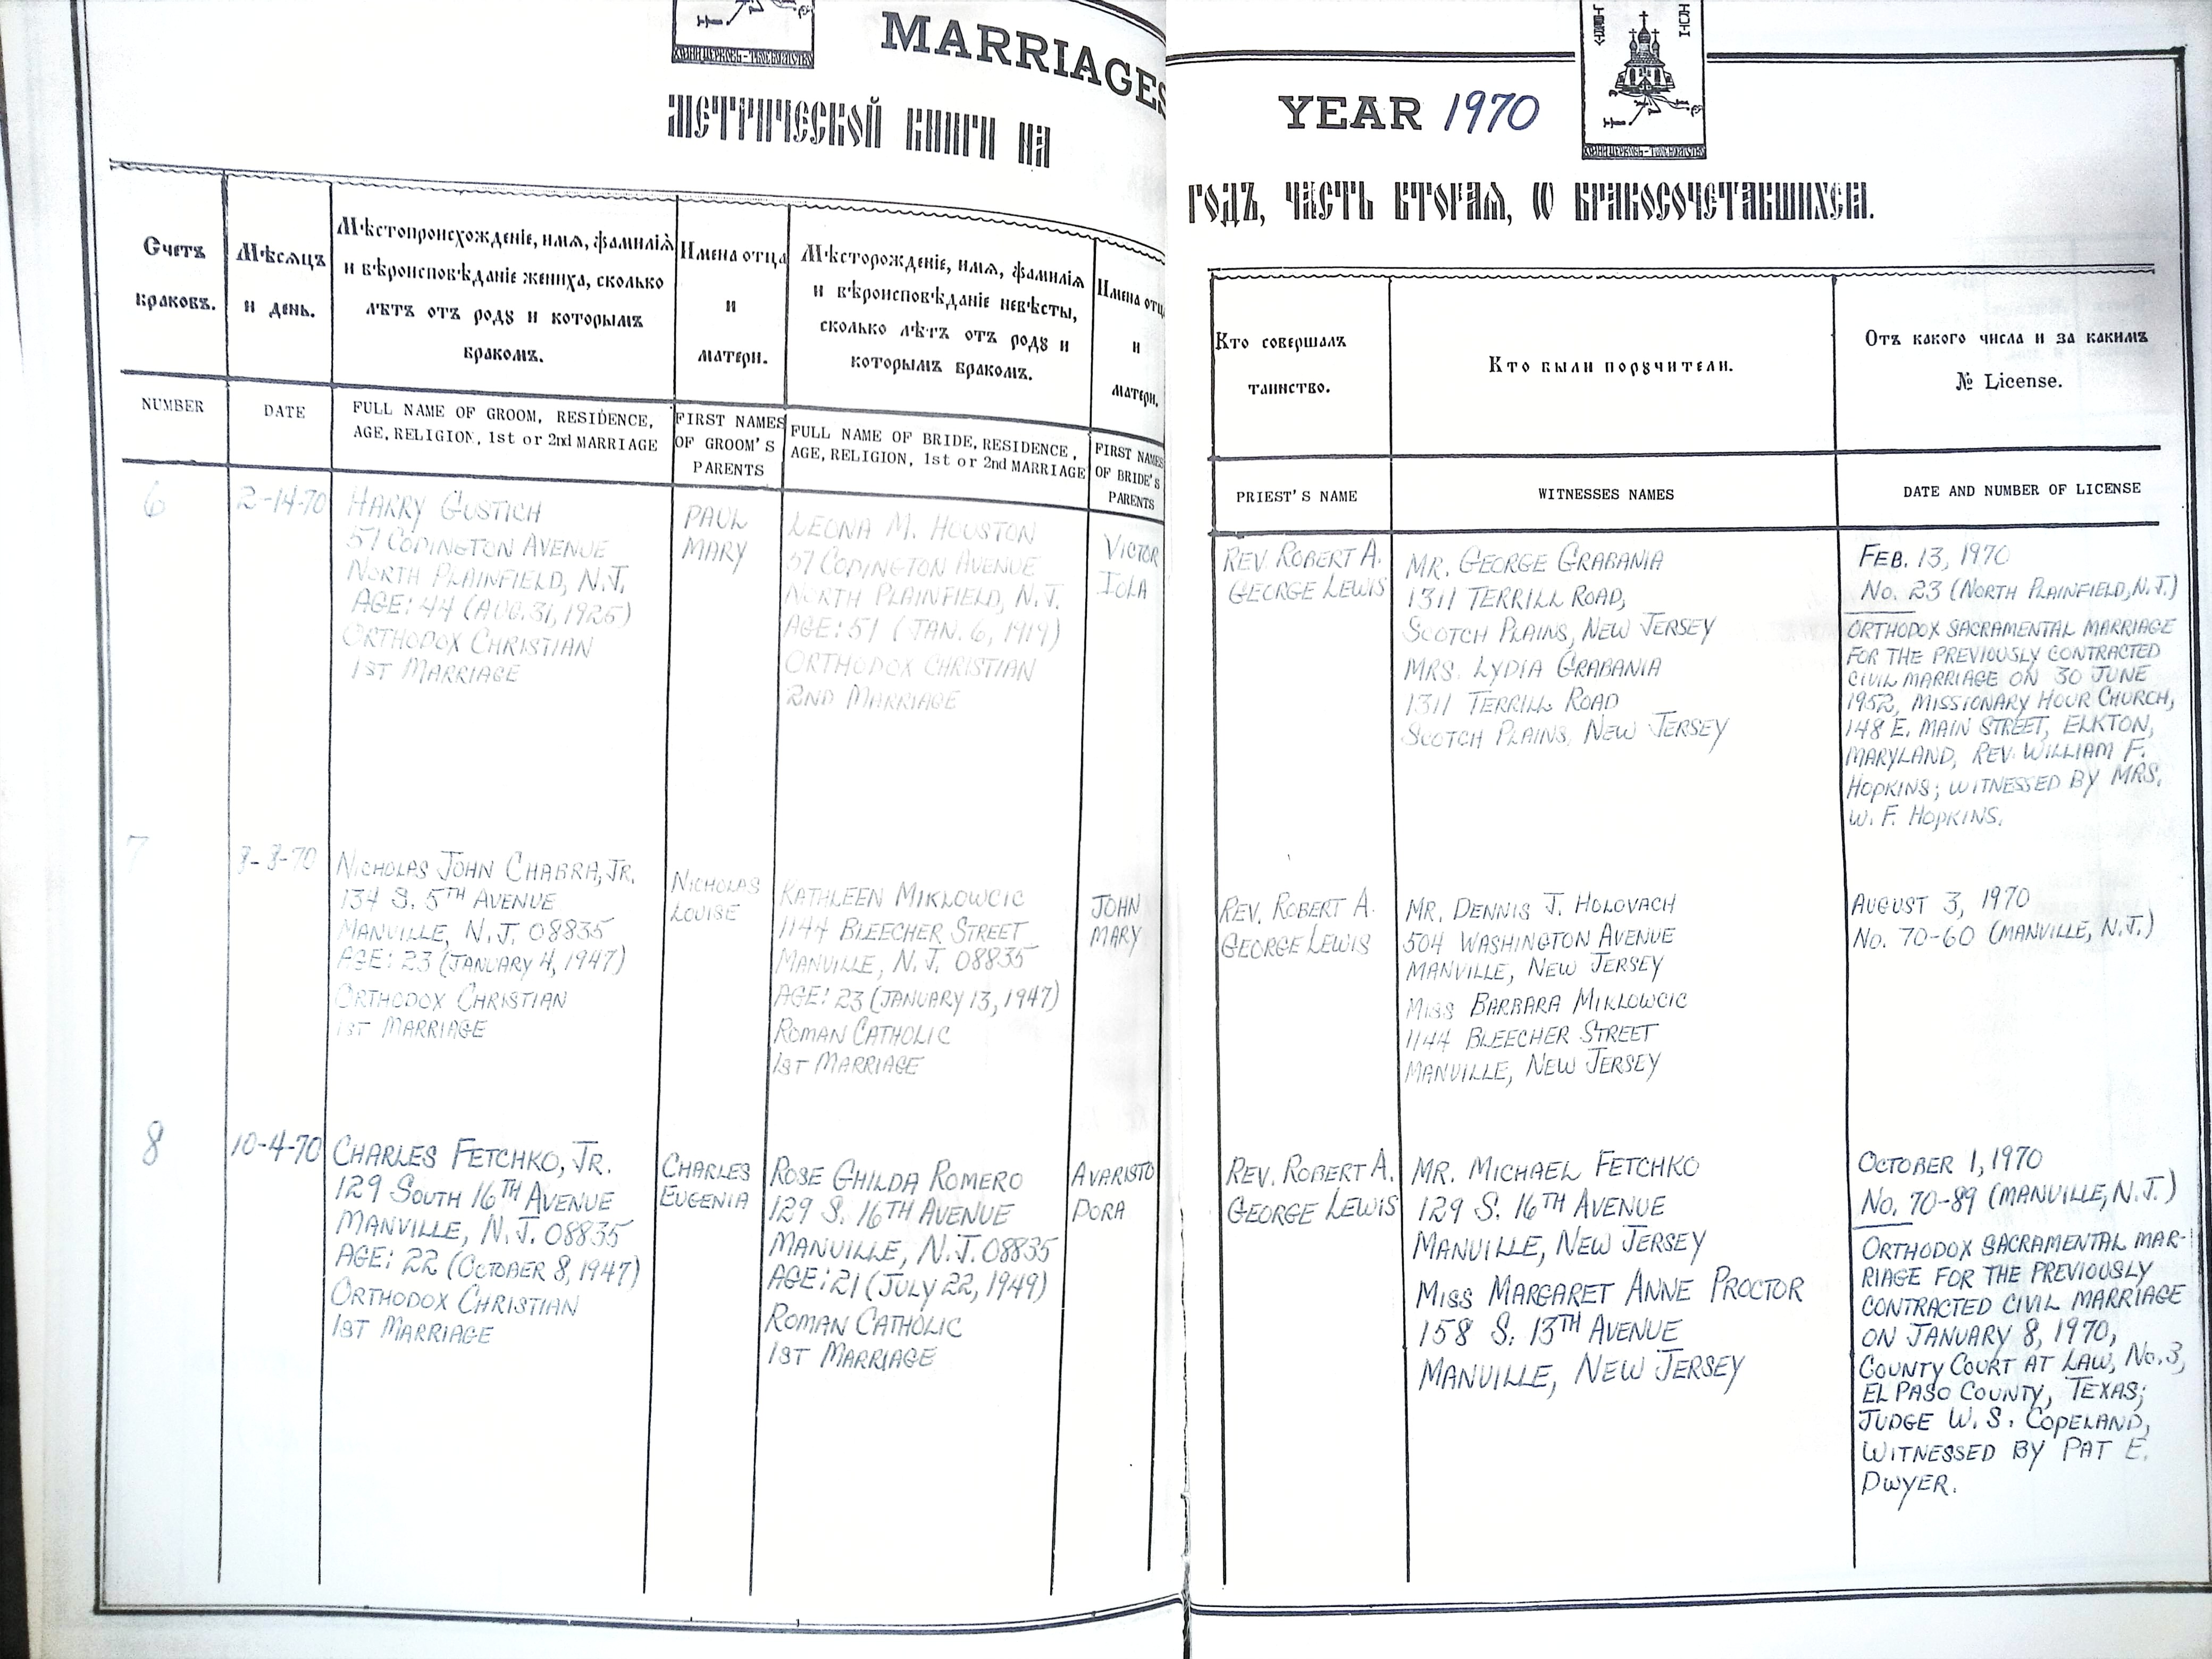 MARRIAGES
МЕТРИЧЕСКОЙ КНИГИ НА
YEAR 1970
ГОДЪ, ЧАСТЬ ВТОРАЯ, Ѡ БРАКОСОЧЕТАВШИХСЯ.
Счетъ
браковъ.
Мѣсяцъ
и день.
Мѣстопроисхожденіе, имя, фамилія
и вѣроисповѣданіе жениха, сколько
лѣтъ отъ роду и которымъ
бракомъ.
Имена отца
и
матери.
Мѣсторожденіе, имя, фамилія
и вѣроисповѣданіе невѣсты,
сколько лѣтъ отъ роду и
которымъ бракомъ.
Имена отца
и
матери.
Кто совершалъ
таинство.
Кто были поручители.
Отъ какого числа и за какимъ
№ License.
NUMBER
DATE
FULL NAME OF GROOM, RESIDENCE,
AGE, RELIGION, 1st or 2nd MARRIAGE
FIRST NAMES
OF GROOM'S
PARENTS
FULL NAME OF BRIDE, RESIDENCE,
AGE, RELIGION, 1st or 2nd MARRIAGE
FIRST NAMES
OF BRIDE'S
PARENTS
PRIEST'S NAME
WITNESSES NAMES
DATE AND NUMBER OF LICENSE
6
2-14-70
HARRY GUSTICH
57 CODINGTON AVENUE
NORTH PLAINFIELD, N.J.
AGE: 44 (AUG. 31, 1925)
ORTHODOX CHRISTIAN
1ST MARRIAGE
PAUL
MARY
LEONA M. HOUSTON
57 CODINGTON AVENUE
NORTH PLAINFIELD, N.J.
AGE: 51 (JAN. 6, 1919)
ORTHODOX CHRISTIAN
2ND MARRIAGE
VICTOR
IOLA
REV. ROBERT A.
GEORGE LEWIS
MR. GEORGE GRABANIA
1311 TERRILL ROAD,
SCOTCH PLAINS, NEW JERSEY
MRS. LYDIA GRABANIA
1311 TERRILL ROAD
SCOTCH PLAINS, NEW JERSEY
FEB. 13, 1970
No. 23 (NORTH PLAINFIELD, N.J.)
ORTHODOX SACRAMENTAL MARRIAGE
FOR THE PREVIOUSLY CONTRACTED
CIVIL MARRIAGE ON 30 JUNE
1952, MISSIONARY HOUR CHURCH,
148 E. MAIN STREET, ELKTON,
MARYLAND, REV. WILLIAM F.
HOPKINS; WITNESSED BY MRS.
W. F. HOPKINS.
7
8-8-70
NICHOLAS JOHN CHABRA, JR.
134 S. 5TH AVENUE
MANVILLE, N.J. 08835
AGE: 23 (JANUARY 4, 1947)
ORTHODOX CHRISTIAN
1ST MARRIAGE
NICHOLAS
LOUISE
KATHLEEN MIKLOWCIC
1144 BLEECHER STREET
MANVILLE, N.J. 08835
AGE: 23 (JANUARY 13, 1947)
ROMAN CATHOLIC
1ST MARRIAGE
JOHN
MARY
REV. ROBERT A.
GEORGE LEWIS
MR. DENNIS J. HOLOVACH
504 WASHINGTON AVENUE
MANVILLE, NEW JERSEY
MISS BARBARA MIKLOWCIC
1144 BLEECHER STREET
MANVILLE, NEW JERSEY
AUGUST 3, 1970
No. 70-60 (MANVILLE, N.J.)
8
10-4-70
CHARLES FETCHKO, JR.
129 SOUTH 16TH AVENUE
MANVILLE, N.J. 08835
AGE: 22 (OCTOBER 8, 1947)
ORTHODOX CHRISTIAN
1ST MARRIAGE
CHARLES
EUGENIA
ROSE GHILDA ROMERO
129 S. 16TH AVENUE
MANVILLE, N.J. 08835
AGE: 21 (JULY 22, 1949)
ROMAN CATHOLIC
1ST MARRIAGE
AVARISTO
DORA
REV. ROBERT A.
GEORGE LEWIS
MR. MICHAEL FETCHKO
129 S. 16TH AVENUE
MANVILLE, NEW JERSEY
MISS MARGARET ANNE PROCTOR
158 S. 13TH AVENUE
MANVILLE, NEW JERSEY
OCTOBER 1, 1970
No. 70-89 (MANVILLE, N.J.)
ORTHODOX SACRAMENTAL MAR-
RIAGE FOR THE PREVIOUSLY
CONTRACTED CIVIL MARRIAGE
ON JANUARY 8, 1970,
COUNTY COURT AT LAW, No. 3,
EL PASO COUNTY, TEXAS;
JUDGE W. S. COPELAND,
WITNESSED BY PAT E.
DWYER.